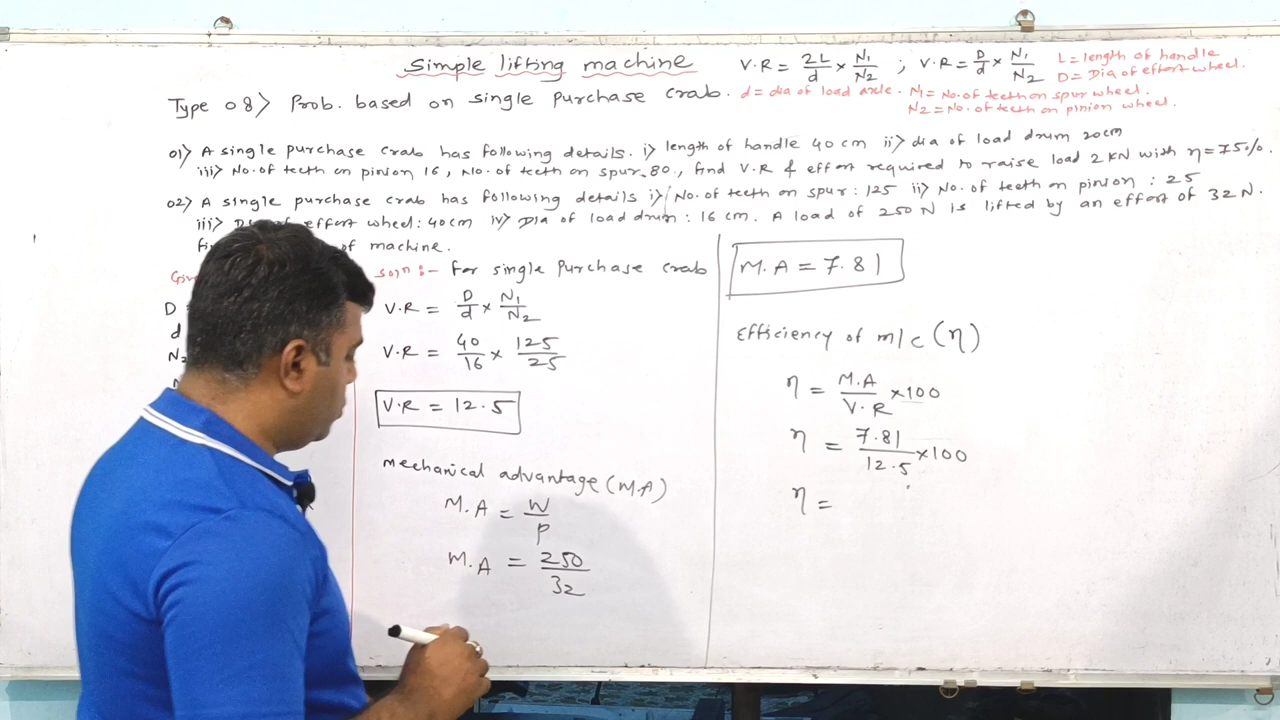 Simple lifting machine
V.R = 2L/d × N1/N2 ; V.R = D/d × N1/N2
L = length of handle
D = Dia of effort wheel.
Type 08> Prob. based on single purchase crab.
d = dia of load axle. N1 = No. of teeth on spur wheel.
N2 = No. of teeth on pinion wheel.
01> A single purchase crab has following details. i> length of handle 40 cm ii> dia of load drum 20cm
iii> No. of teeth on pinion 16, No. of teeth on spur 80, find V.R & effort required to raise load 2 KN with η = 75%.
02> A single purchase crab has following details i> No. of teeth on spur : 125 ii> No. of teeth on pinion : 25
iii> effort wheel : 40cm iv> Dia of load drum : 16 cm. A load of 250 N is lifted by an effort of 32 N.
of machine.
D
d
soln :- for single purchase crab
V.R = D/d × N1/N2
V.R = 40/16 × 125/25
V.R = 12.5
Mechanical advantage (M.A)
M.A = W/P
M.A = 250/32
M.A = 7.81
Efficiency of m/c (η)
η = M.A/V.R ×100
η = 7.81/12.5 ×100
η =